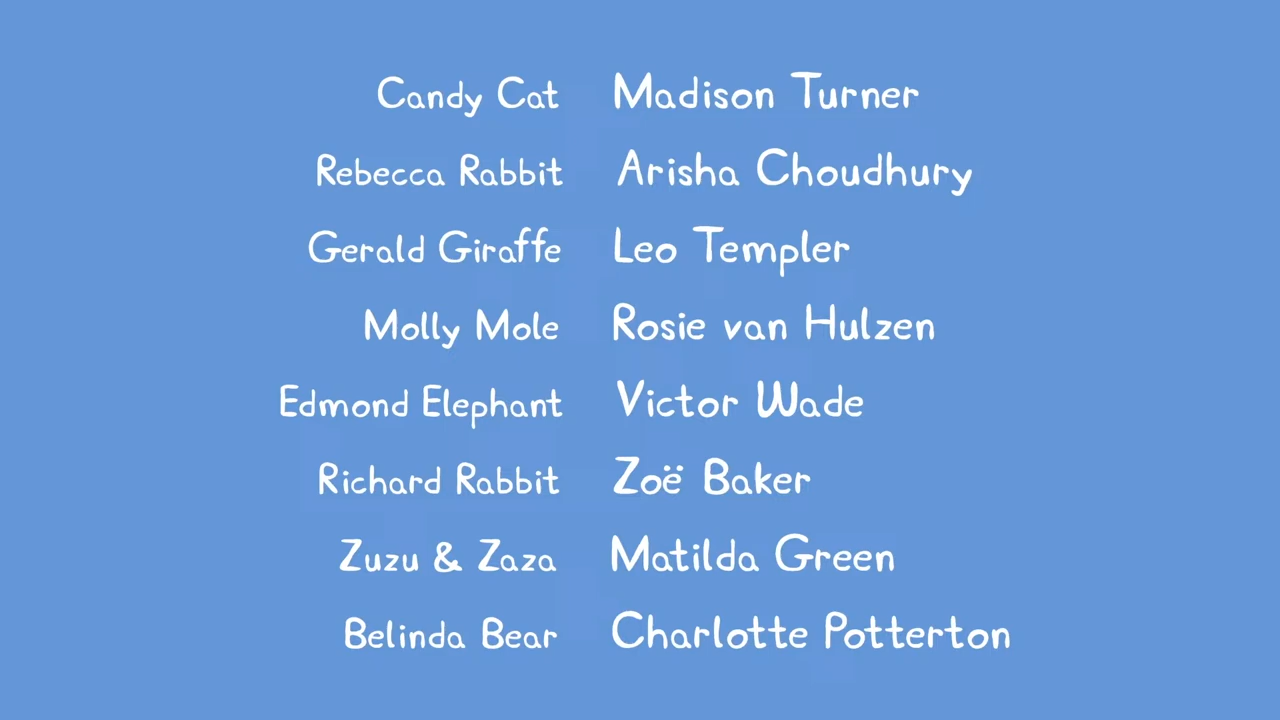 Candy Cat Madison Turner
Rebecca Rabbit Arisha Choudhury
Gerald Giraffe Leo Templer
Molly Mole Rosie van Hulzen
Edmond Elephant Victor Wade
Richard Rabbit Zoë Baker
Zuzu & Zaza Matilda Green
Belinda Bear Charlotte Potterton